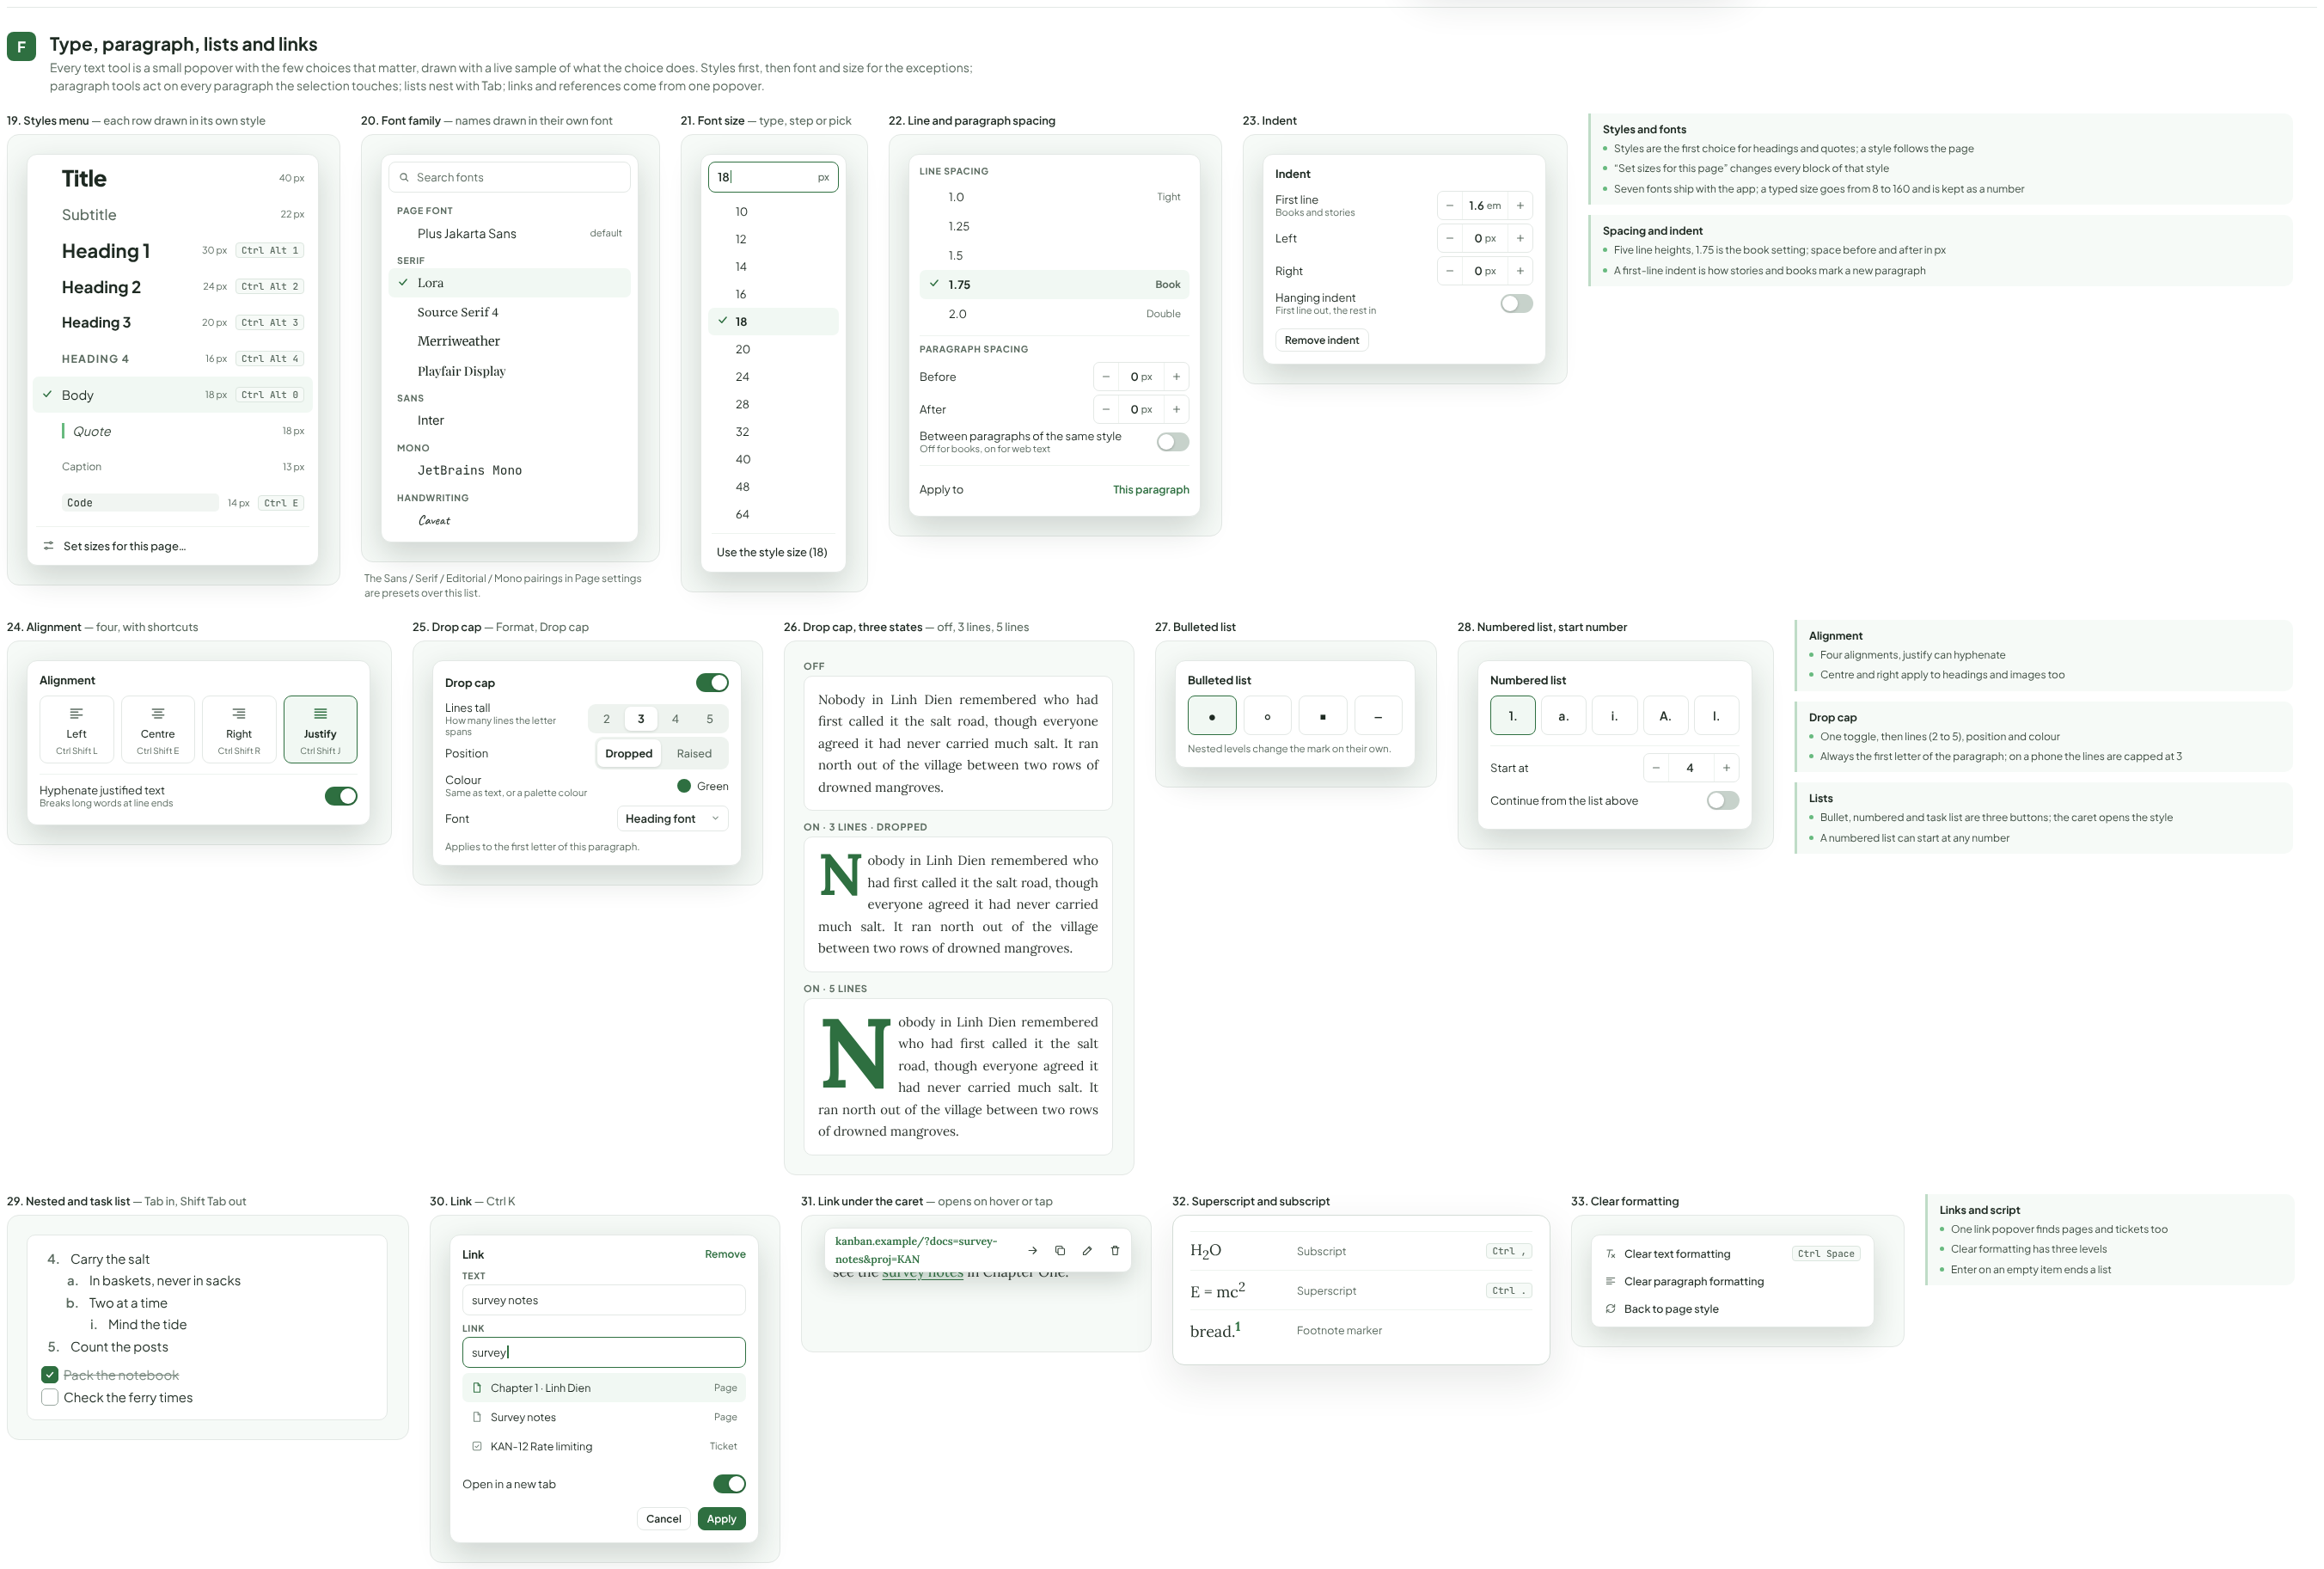 F
Type, paragraph, lists and links
Every text tool is a small popover with the few choices that matter, drawn with a live sample of what the choice does. Styles first, then font and size for the exceptions;
paragraph tools act on every paragraph the selection touches; lists nest with Tab; links and references come from one popover.
19. Styles menu — each row drawn in its own style
Title 40 px
Subtitle 22 px
Heading 1 30 px Ctrl Alt 1
Heading 2 24 px Ctrl Alt 2
Heading 3 20 px Ctrl Alt 3
HEADING 4 16 px Ctrl Alt 4
Body 18 px Ctrl Alt 0
Quote 18 px
Caption 13 px
Code 14 px Ctrl E
Set sizes for this page...
20. Font family — names drawn in their own font
Search fonts
PAGE FONT
Plus Jakarta Sans default
SERIF
Lora
Source Serif 4
Merriweather
Playfair Display
SANS
Inter
MONO
JetBrains Mono
HANDWRITING
Caveat
The Sans / Serif / Editorial / Mono pairings in Page settings
are presets over this list.
21. Font size — type, step or pick
18 px
10
12
14
16
18
20
24
28
32
40
48
64
Use the style size (18)
22. Line and paragraph spacing
LINE SPACING
1.0 Tight
1.25
1.5
1.75 Book
2.0 Double
PARAGRAPH SPACING
Before − 0 px +
After − 0 px +
Between paragraphs of the same style
Off for books, on for web text
Apply to This paragraph
23. Indent
Indent
First line − 1.6 em +
Books and stories
Left − 0 px +
Right − 0 px +
Hanging indent
First line out, the rest in
Remove indent
Styles and fonts
Styles are the first choice for headings and quotes; a style follows the page
"Set sizes for this page" changes every block of that style
Seven fonts ship with the app; a typed size goes from 8 to 160 and is kept as a number
Spacing and indent
Five line heights, 1.75 is the book setting; space before and after in px
A first-line indent is how stories and books mark a new paragraph
24. Alignment — four, with shortcuts
Alignment
Left Centre Right Justify
Ctrl Shift L Ctrl Shift E Ctrl Shift R Ctrl Shift J
Hyphenate justified text
Breaks long words at line ends
25. Drop cap — Format, Drop cap
Drop cap
Lines tall 2 3 4 5
How many lines the letter
spans
Position Dropped Raised
Colour Green
Same as text, or a palette colour
Font Heading font
Applies to the first letter of this paragraph.
26. Drop cap, three states — off, 3 lines, 5 lines
OFF
Nobody in Linh Dien remembered who had
first called it the salt road, though everyone
agreed it had never carried much salt. It ran
north out of the village between two rows of
drowned mangroves.
ON · 3 LINES · DROPPED
Nobody in Linh Dien remembered who
had first called it the salt road, though
everyone agreed it had never carried
much salt. It ran north out of the village
between two rows of drowned mangroves.
ON · 5 LINES
Nobody in Linh Dien remembered
who had first called it the salt
road, though everyone agreed it
had never carried much salt. It
ran north out of the village between two rows
of drowned mangroves.
27. Bulleted list
Bulleted list
Nested levels change the mark on their own.
28. Numbered list, start number
Numbered list
1. a. i. A. I.
Start at − 4 +
Continue from the list above
Alignment
Four alignments, justify can hyphenate
Centre and right apply to headings and images too
Drop cap
One toggle, then lines (2 to 5), position and colour
Always the first letter of the paragraph; on a phone the lines are capped at 3
Lists
Bullet, numbered and task list are three buttons; the caret opens the style
A numbered list can start at any number
29. Nested and task list — Tab in, Shift Tab out
4. Carry the salt
a. In baskets, never in sacks
b. Two at a time
i. Mind the tide
5. Count the posts
Pack the notebook
Check the ferry times
30. Link — Ctrl K
Link Remove
TEXT
survey notes
LINK
survey
Chapter 1 · Linh Dien Page
Survey notes Page
KAN-12 Rate limiting Ticket
Open in a new tab
Cancel Apply
31. Link under the caret — opens on hover or tap
kanban.example/?docs=survey-
notes&proj=KAN
see the survey notes in Chapter One.
32. Superscript and subscript
H₂O Subscript Ctrl ,
E = mc² Superscript Ctrl .
bread.¹ Footnote marker
33. Clear formatting
Clear text formatting Ctrl Space
Clear paragraph formatting
Back to page style
Links and script
One link popover finds pages and tickets too
Clear formatting has three levels
Enter on an empty item ends a list